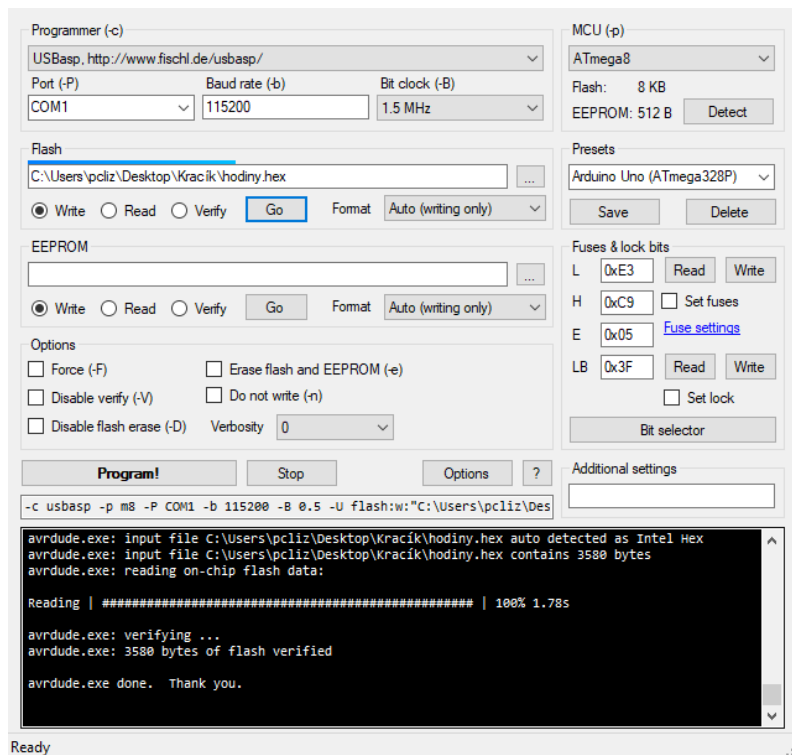 Programmer (-c)
USBasp, http://www.fischl.de/usbasp/
Port (-P) Baud rate (-b) Bit clock (-B)
COM1 115200 1.5 MHz
MCU (-p)
ATmega8
Flash: 8 KB
EEPROM: 512 B Detect
Flash
C:\Users\pcliz\Desktop\Kracík\hodiny.hex ...
Write Read Verify Go Format Auto (writing only)
Presets
Arduino Uno (ATmega328P)
Save Delete
EEPROM
...
Write Read Verify Go Format Auto (writing only)
Fuses & lock bits
L 0xE3 Read Write
H 0xC9 Set fuses
E 0x05 Fuse settings
LB 0x3F Read Write
Set lock
Bit selector
Options
Force (-F) Erase flash and EEPROM (-e)
Disable verify (-V) Do not write (-n)
Disable flash erase (-D) Verbosity 0
Program! Stop Options ?
Additional settings
-c usbasp -p m8 -P COM1 -b 115200 -B 0.5 -U flash:w:"C:\Users\pcliz\Des
avrdude.exe: input file C:\Users\pcliz\Desktop\Kracík\hodiny.hex auto detected as Intel Hex
avrdude.exe: input file C:\Users\pcliz\Desktop\Kracík\hodiny.hex contains 3580 bytes
avrdude.exe: reading on-chip flash data:
Reading | ################################################## | 100% 1.78s
avrdude.exe: verifying ...
avrdude.exe: 3580 bytes of flash verified
avrdude.exe done. Thank you.
Ready